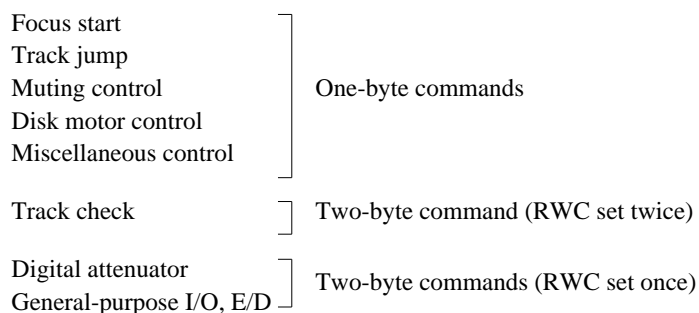 Focus start
Track jump
Muting control
One-byte commands
Disk motor control
Miscellaneous control
Track check
Two-byte command (RWC set twice)
Digital attenuator
General-purpose I/O, E/D
Two-byte commands (RWC set once)